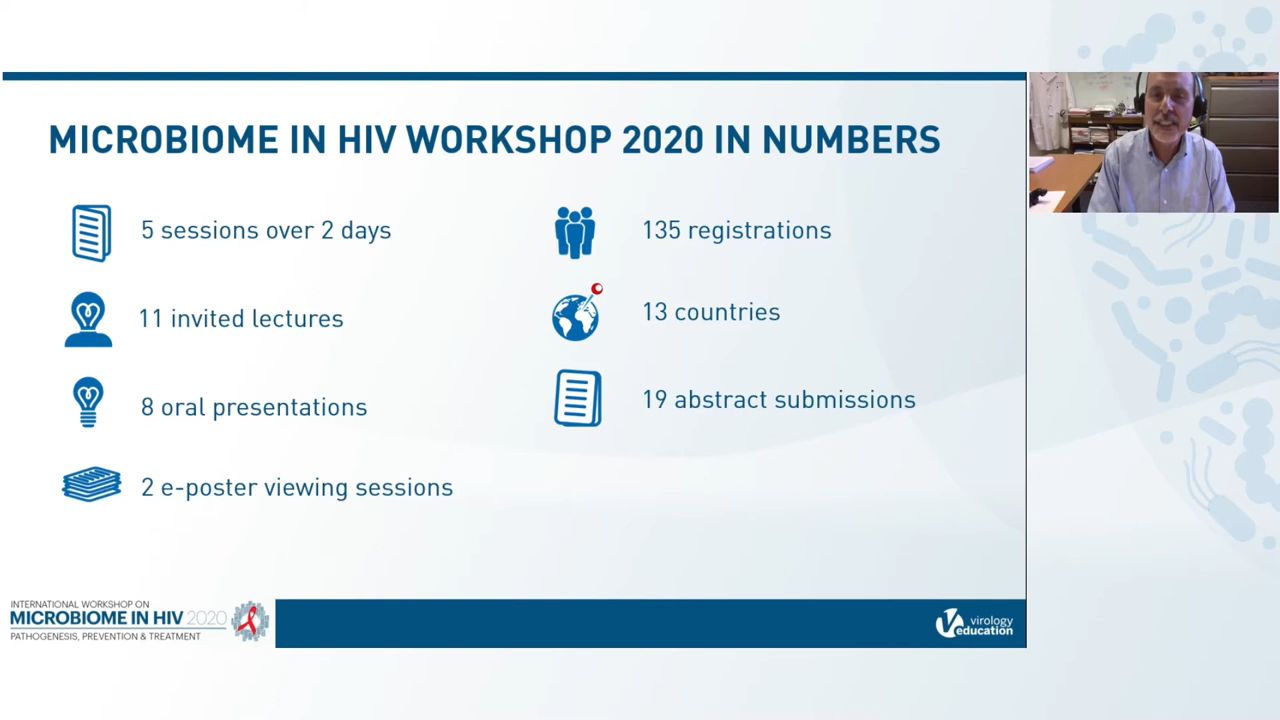 MICROBIOME IN HIV WORKSHOP 2020 IN NUMBERS
5 sessions over 2 days
11 invited lectures
8 oral presentations
2 e-poster viewing sessions
135 registrations
13 countries
19 abstract submissions
INTERNATIONAL WORKSHOP ON
MICROBIOME IN HIV 2020
PATHOGENESIS, PREVENTION & TREATMENT
virology
education